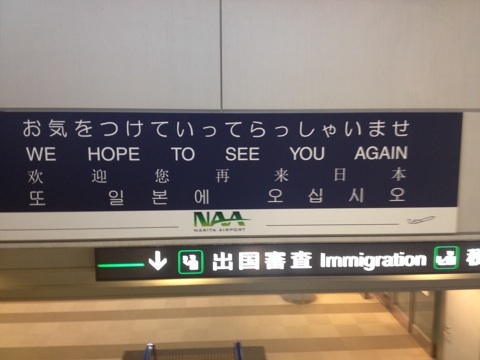 お気をつけていってらっしゃいませ
WE HOPE TO SEE YOU AGAIN
欢迎您再来日本
또 일본에 오십시오
NAA
NARITA AIRPORT
↓ 出国審査 Immigration